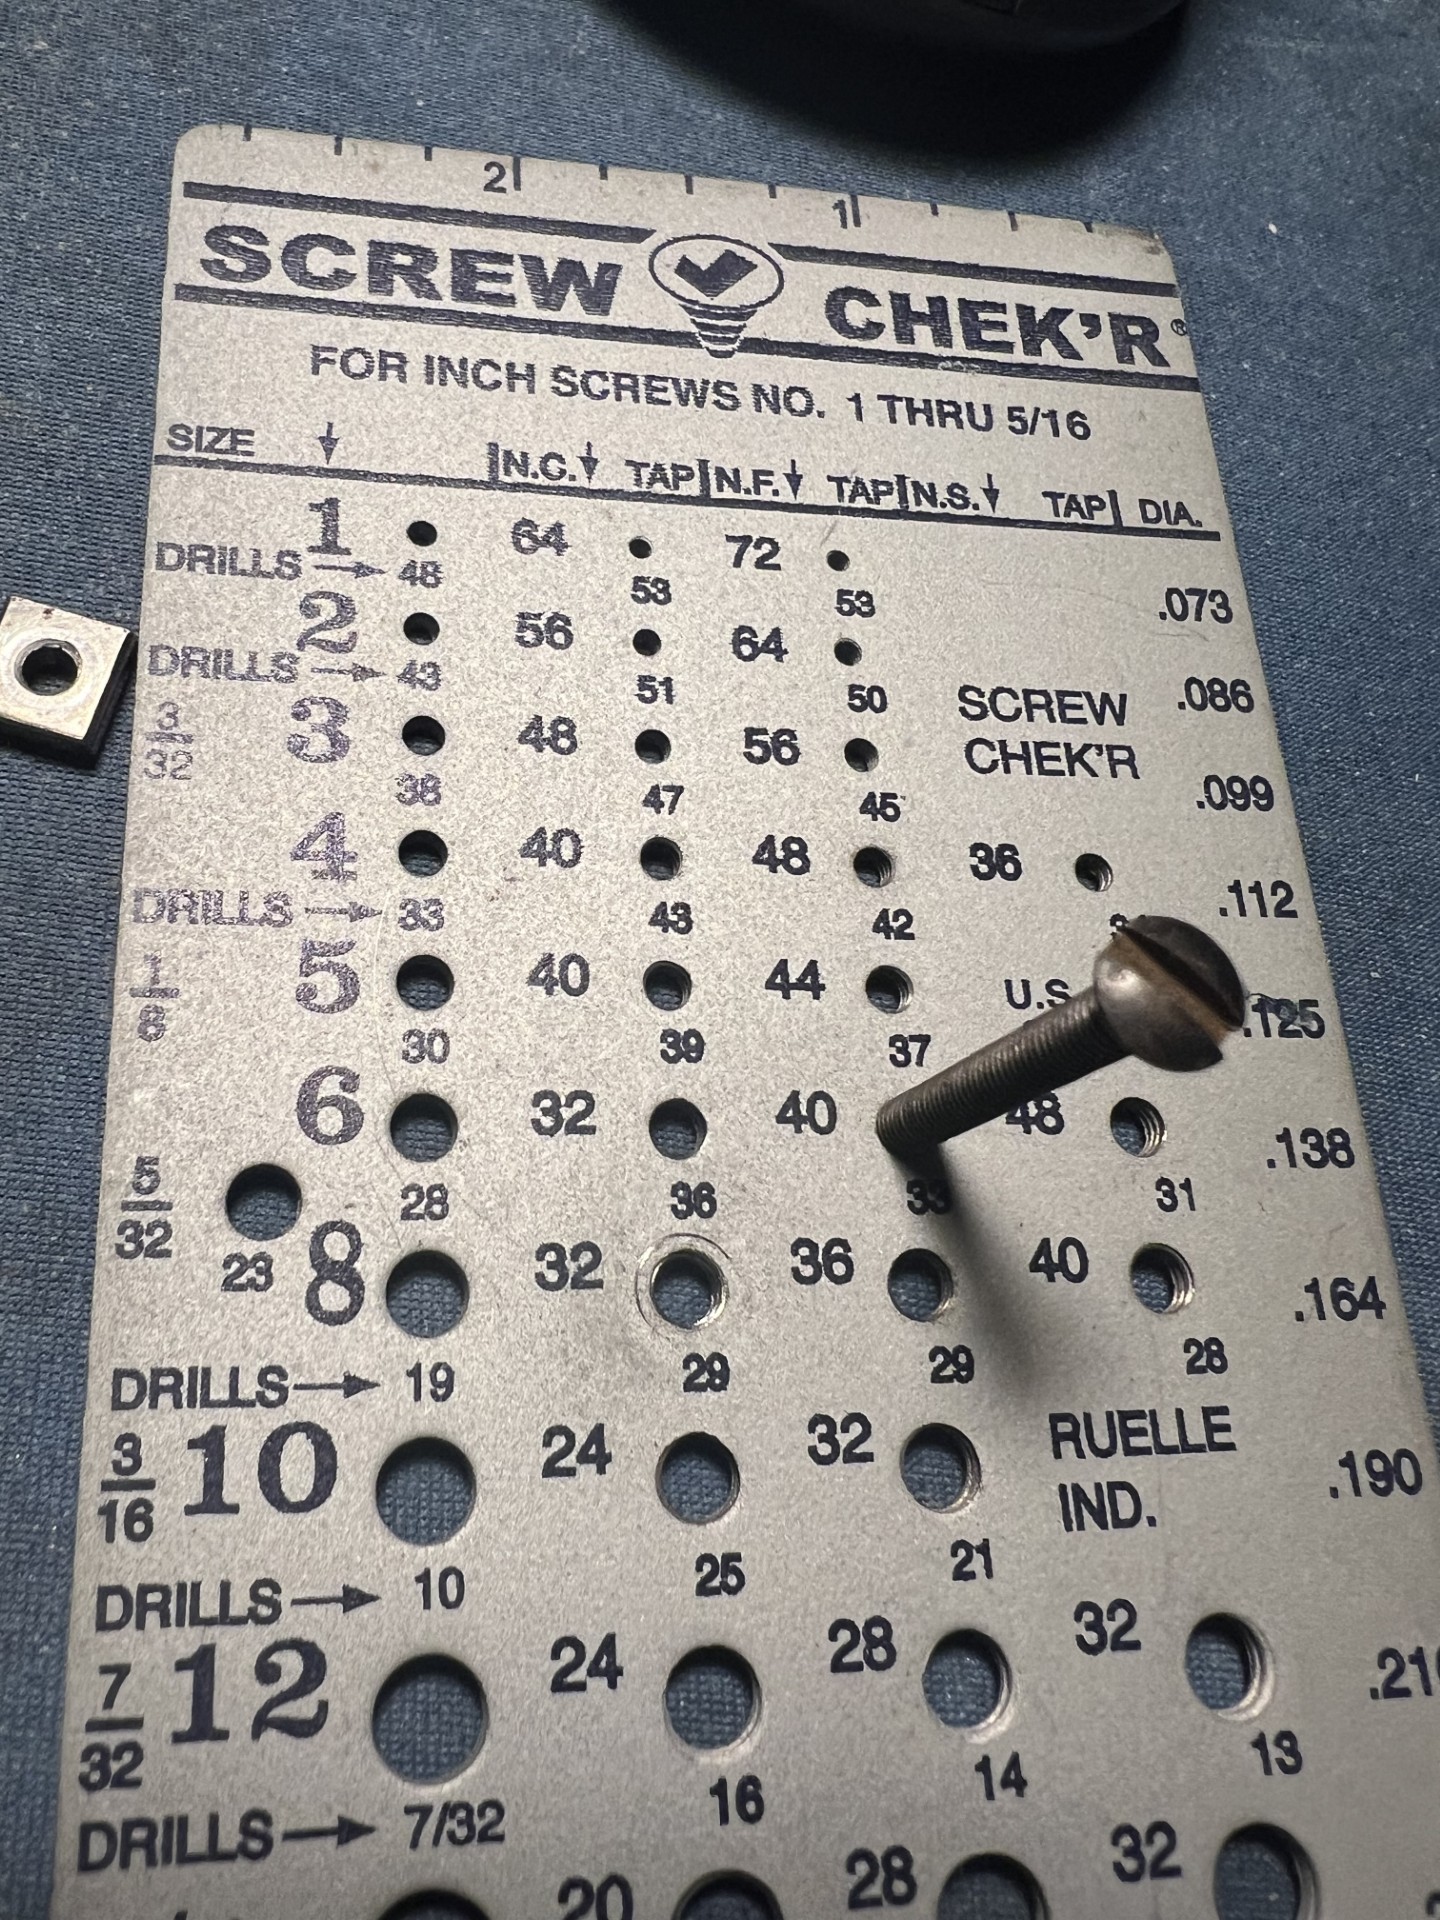 2 1
SCREW CHEK'R®
FOR INCH SCREWS NO. 1 THRU 5/16
SIZE ↓ N.C.↓ TAP N.F.↓ TAP N.S.↓ TAP DIA.
1 64 72
DRILLS → 48 53 53 .073
2 56 64
DRILLS → 43 51 50 .086
3/32 3 48 56 SCREW
CHEK'R
38 47 45 .099
4 40 48 36
DRILLS → 33 43 42 .112
1/8 5 40 44 U.S.
30 39 37 .125
6 32 40 48
5/32 28 36 33 31 .138
23 8 32 36 40
.164
DRILLS → 19 29 29 28
3/16 10 24 32 RUELLE
IND.
.190
DRILLS → 10 25 21
7/32 12 24 28 32
DRILLS → 7/32 16 14 13
20 28 32